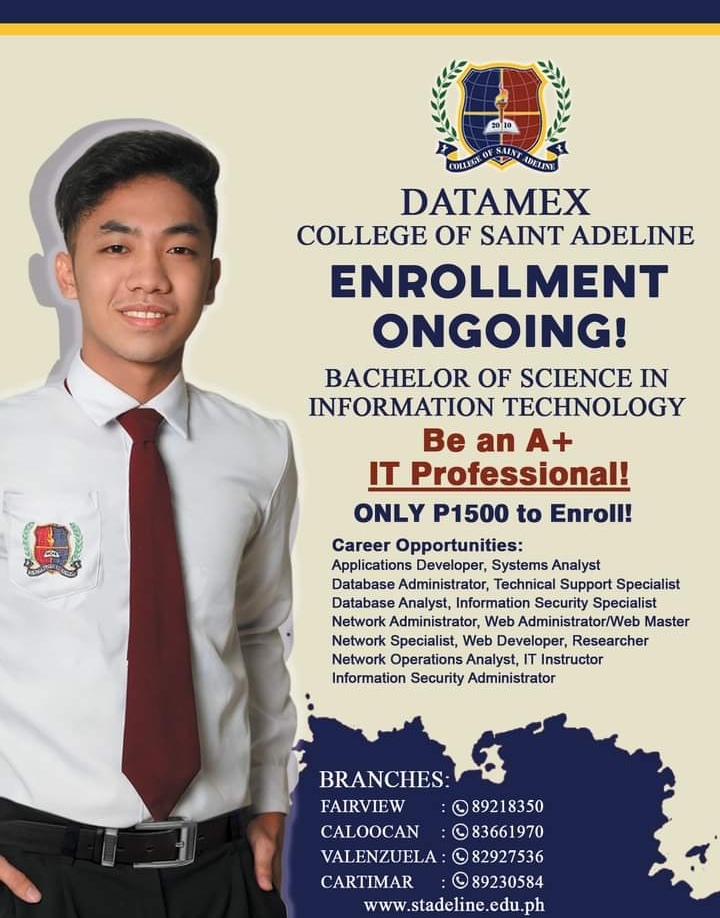 20 10
COLLEGE OF SAINT ADELINE
DATAMEX
COLLEGE OF SAINT ADELINE
ENROLLMENT
ONGOING!
BACHELOR OF SCIENCE IN
INFORMATION TECHNOLOGY
Be an A+
IT Professional!
ONLY P1500 to Enroll!
Career Opportunities:
Applications Developer, Systems Analyst
Database Administrator, Technical Support Specialist
Database Analyst, Information Security Specialist
Network Administrator, Web Administrator/Web Master
Network Specialist, Web Developer, Researcher
Network Operations Analyst, IT Instructor
Information Security Administrator
BRANCHES:
FAIRVIEW : 89218350
CALOOCAN : 83661970
VALENZUELA : 82927536
CARTIMAR : 89230584
www.stadeline.edu.ph